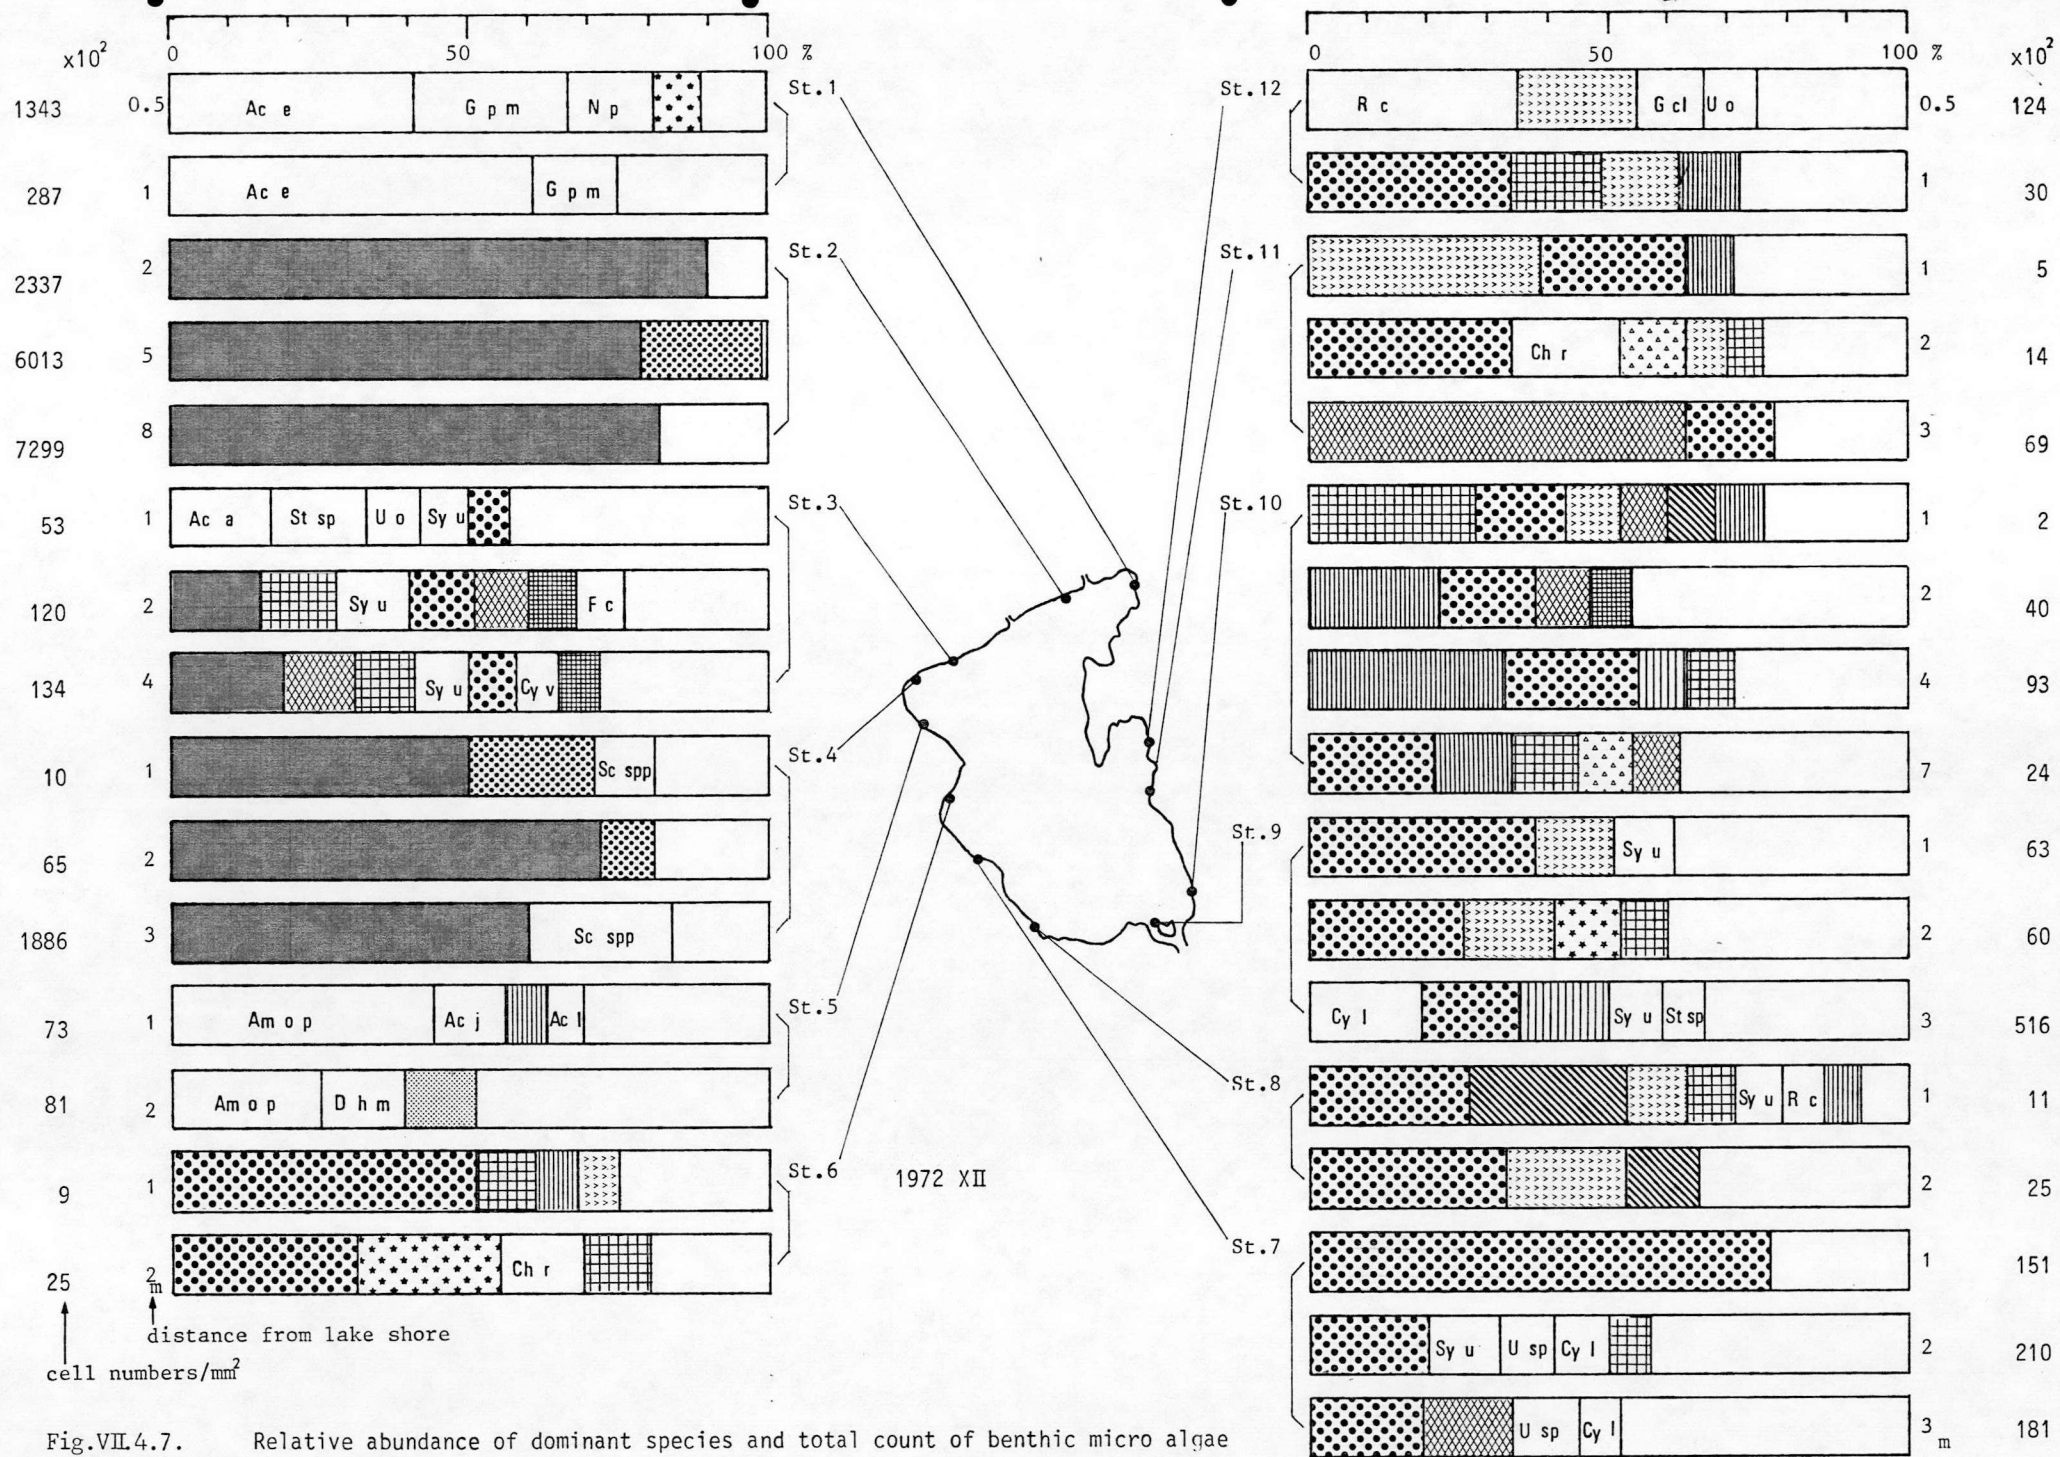 0 50 100 %
x10²
1343 0.5 Ac e G p m N p
287 1 Ac e G p m
2337 2
6013 5
7299 8
53 1 Ac a St sp U o Sy u
120 2 Sy u F c
134 4 Sy u Cy v
10 1 Sc spp
65 2
1886 3 Sc spp
73 1 Am o p Ac j Ac l
81 2 Am o p D h m
9 1
25 2 m Ch r
distance from lake shore
cell numbers/mm²
St.1
St.2
St.3
St.4
St.5
St.6
1972 XII
St.12
St.11
St.10
St.9
St.8
St.7
0 50 100 %
x10²
R c G cl U o 0.5 124
1 30
1 5
Ch r 2 14
3 69
1 2
2 40
4 93
7 24
Sy u 1 63
2 60
Cy l Sy u St sp 3 516
Sy u R c 1 11
2 25
1 151
Sy u U sp Cy l 2 210
U sp Cy l 3 m 181
Fig.VII.4.7. Relative abundance of dominant species and total count of benthic micro algae